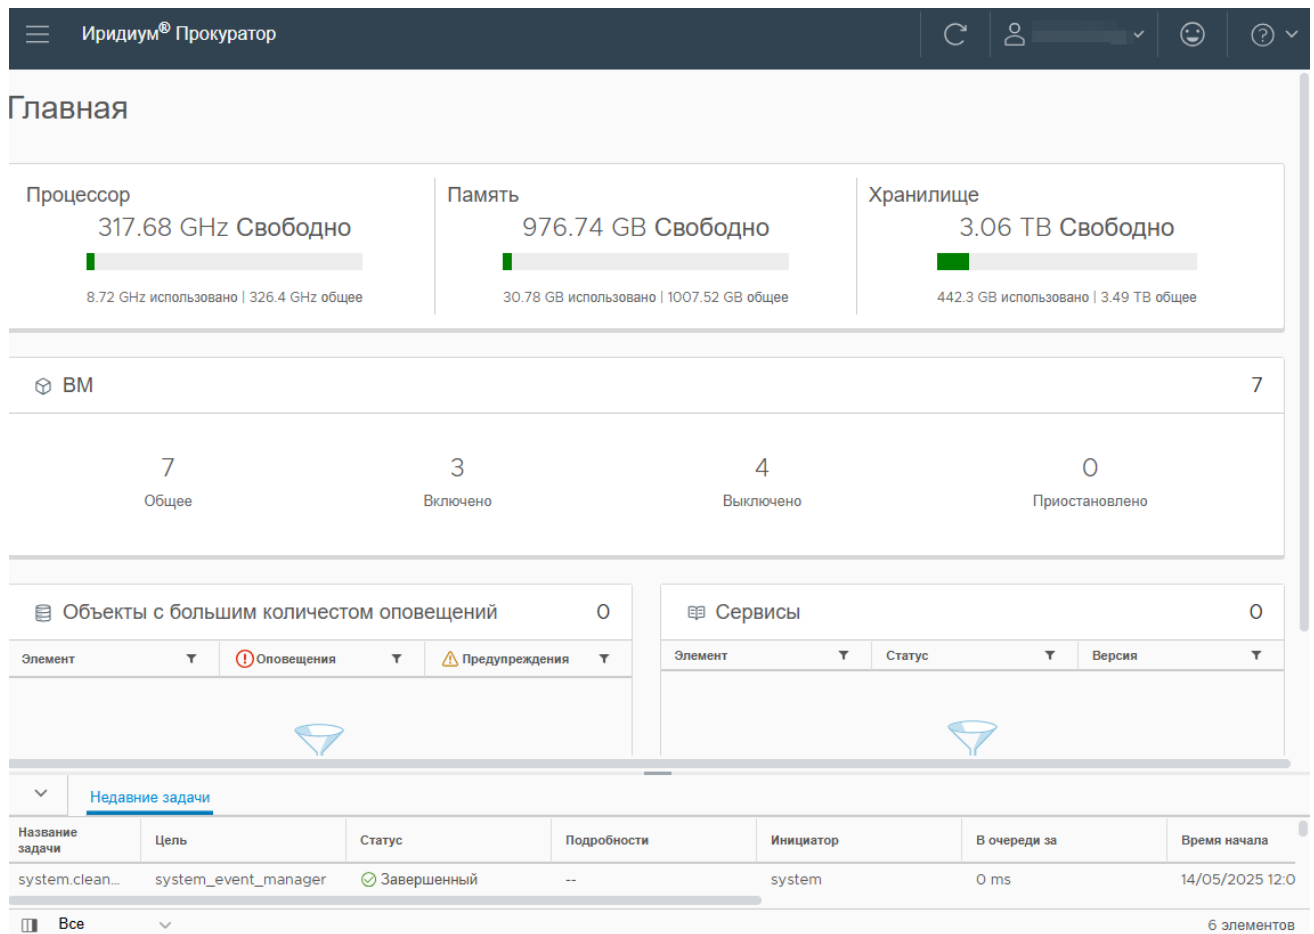 Иридиум® Прокуратор
Главная
Процессор
317.68 GHz Свободно
8.72 GHz использовано | 326.4 GHz общее
Память
976.74 GB Свободно
30.78 GB использовано | 1007.52 GB общее
Хранилище
3.06 TB Свободно
442.3 GB использовано | 3.49 TB общее
ВМ 7
7
Общее
3
Включено
4
Выключено
0
Приостановлено
Объекты с большим количестом оповещений 0
Элемент Оповещения Предупреждения
Сервисы 0
Элемент Статус Версия
Недавние задачи
Название задачи Цель Статус Подробности Инициатор В очереди за Время начала
system.clean... system_event_manager Завершенный -- system 0 ms 14/05/2025 12:0
Все 6 элементов